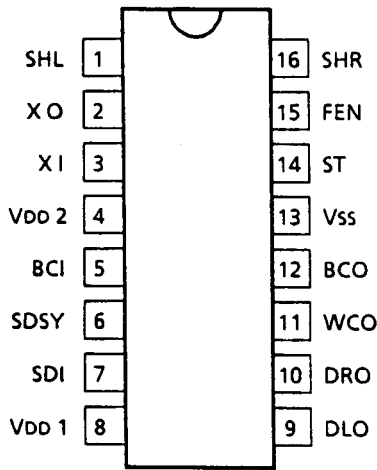 SHL 1 16 SHR
XO 2 15 FEN
XI 3 14 ST
VDD 2 4 13 VSS
BCI 5 12 BCO
SDSY 6 11 WCO
SDI 7 10 DRO
VDD 1 8 9 DLO